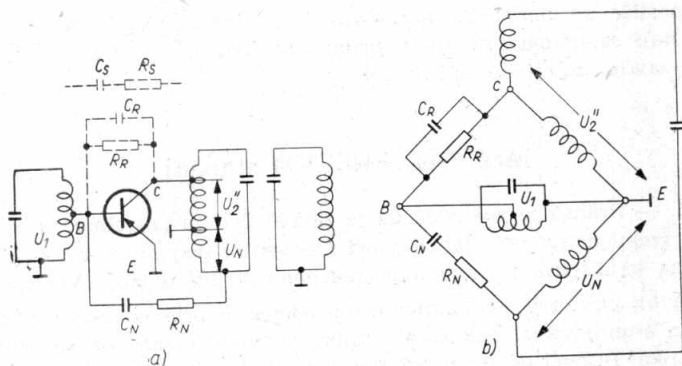 C_S R_S
C_R
R_R
U_1
B
C
U_2''
U_N
E
C_N R_N
a)
C
C_R
R_R
U_2''
B
U_1
E
C_N
R_N
U_N
b)